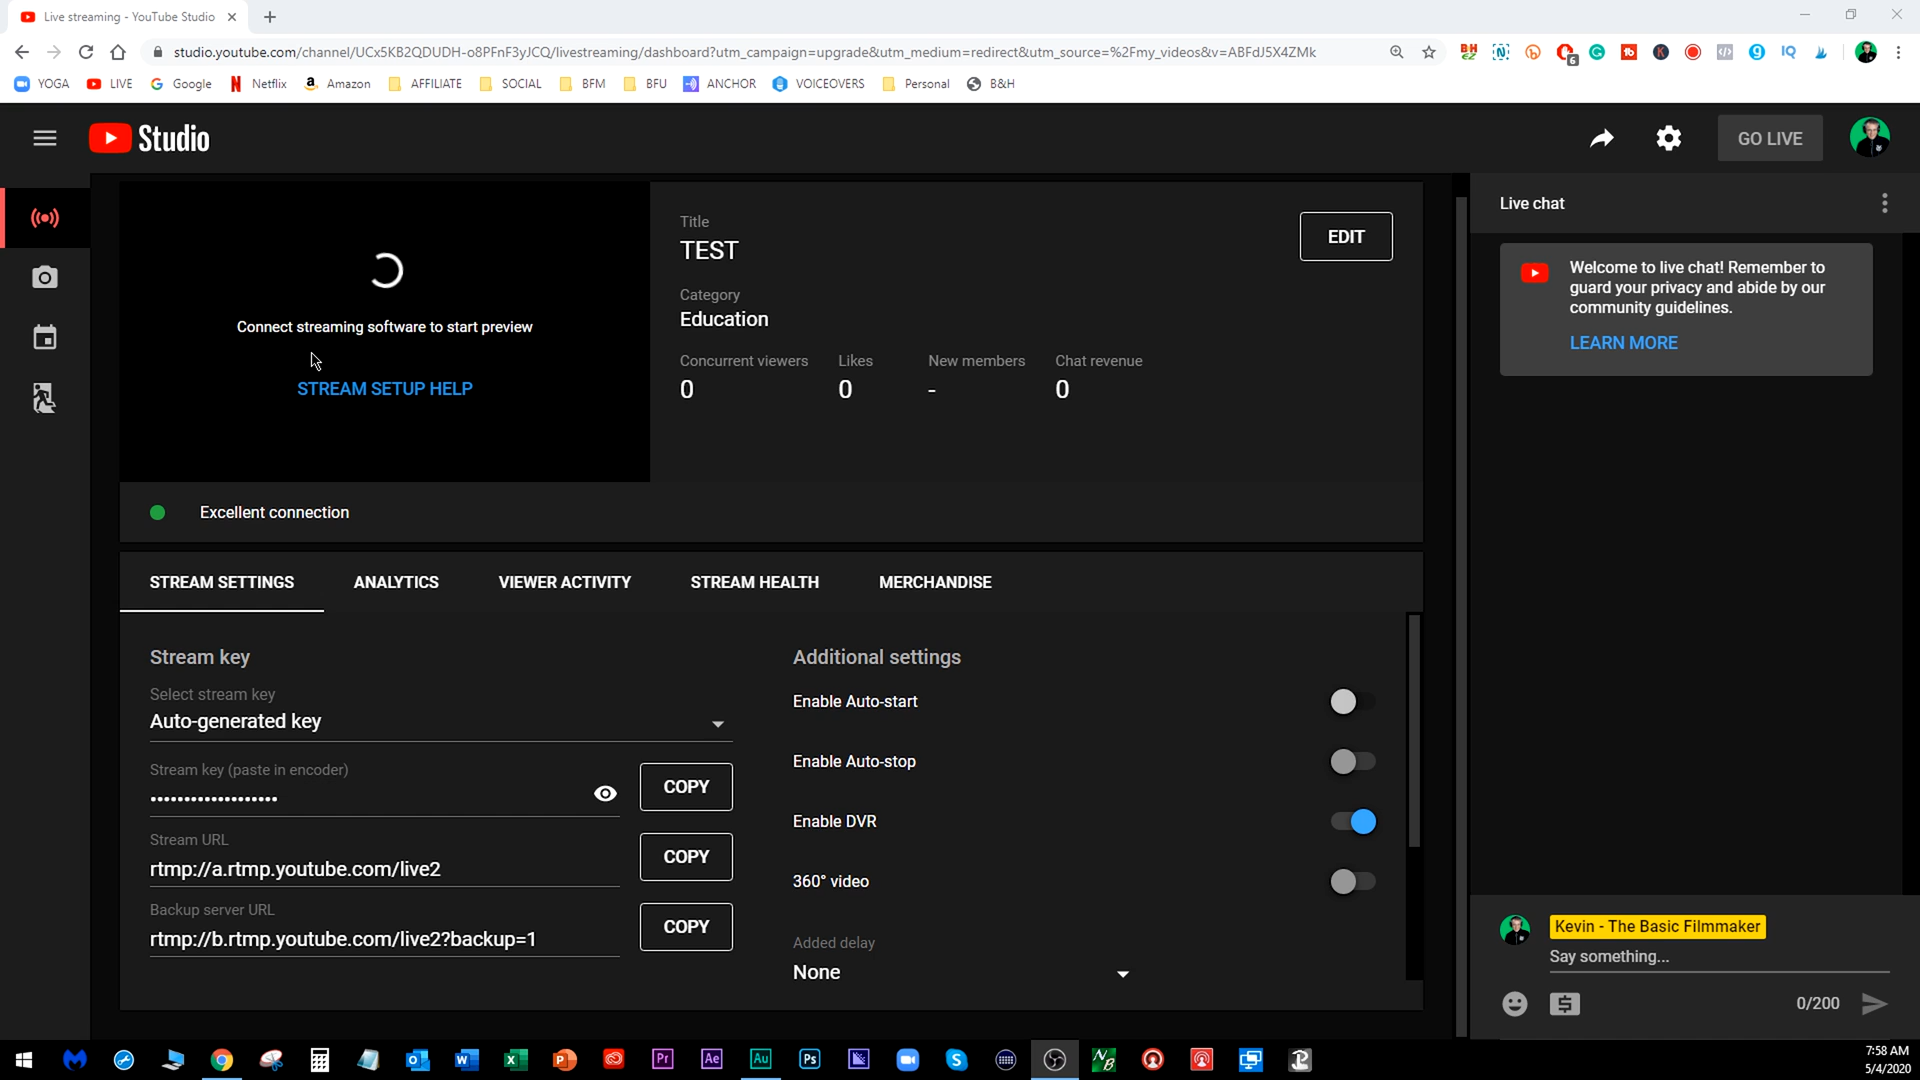 Live streaming - YouTube Studio
studio.youtube.com/channel/UCx5KB2QDUDH-o8PFnF3yJCQ/livestreaming/dashboard?utm_campaign=upgrade&utm_medium=redirect&utm_source=%2Fmy_videos&v=ABFdJ5X4ZMk
YOGA LIVE Google Netflix Amazon AFFILIATE SOCIAL BFM BFU ANCHOR VOICEOVERS Personal B&H
Studio
GO LIVE
Connect streaming software to start preview
STREAM SETUP HELP
Title
TEST
EDIT
Category
Education
Concurrent viewers Likes New members Chat revenue
0 0 - 0
Excellent connection
STREAM SETTINGS ANALYTICS VIEWER ACTIVITY STREAM HEALTH MERCHANDISE
Stream key
Select stream key
Auto-generated key
Stream key (paste in encoder)
•••••••••••••••••••
COPY
Stream URL
rtmp://a.rtmp.youtube.com/live2
COPY
Backup server URL
rtmp://b.rtmp.youtube.com/live2?backup=1
COPY
Additional settings
Enable Auto-start
Enable Auto-stop
Enable DVR
360° video
Added delay
None
Live chat
Welcome to live chat! Remember to
guard your privacy and abide by our
community guidelines.
LEARN MORE
Kevin - The Basic Filmmaker
Say something...
0/200
7:58 AM
5/4/2020